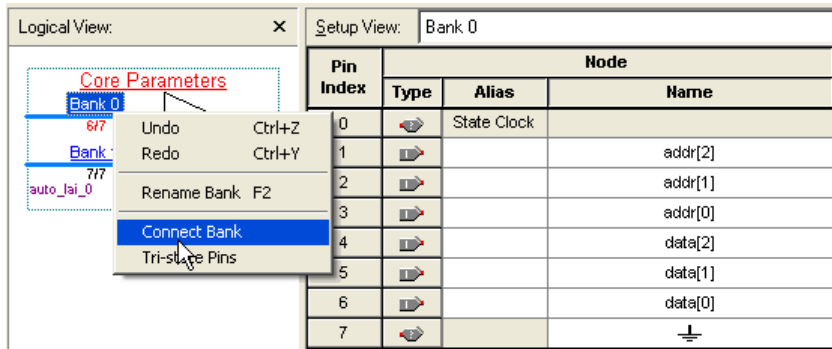 Logical View: ×
Core Parameters
Bank 0
6/7
Bank
7/7
auto_lai_0
Undo Ctrl+Z
Redo Ctrl+Y
Rename Bank F2
Connect Bank
Tri-state Pins
Setup View: Bank 0
Pin Index Node
Type Alias Name
0 State Clock
1 addr[2]
2 addr[1]
3 addr[0]
4 data[2]
5 data[1]
6 data[0]
7